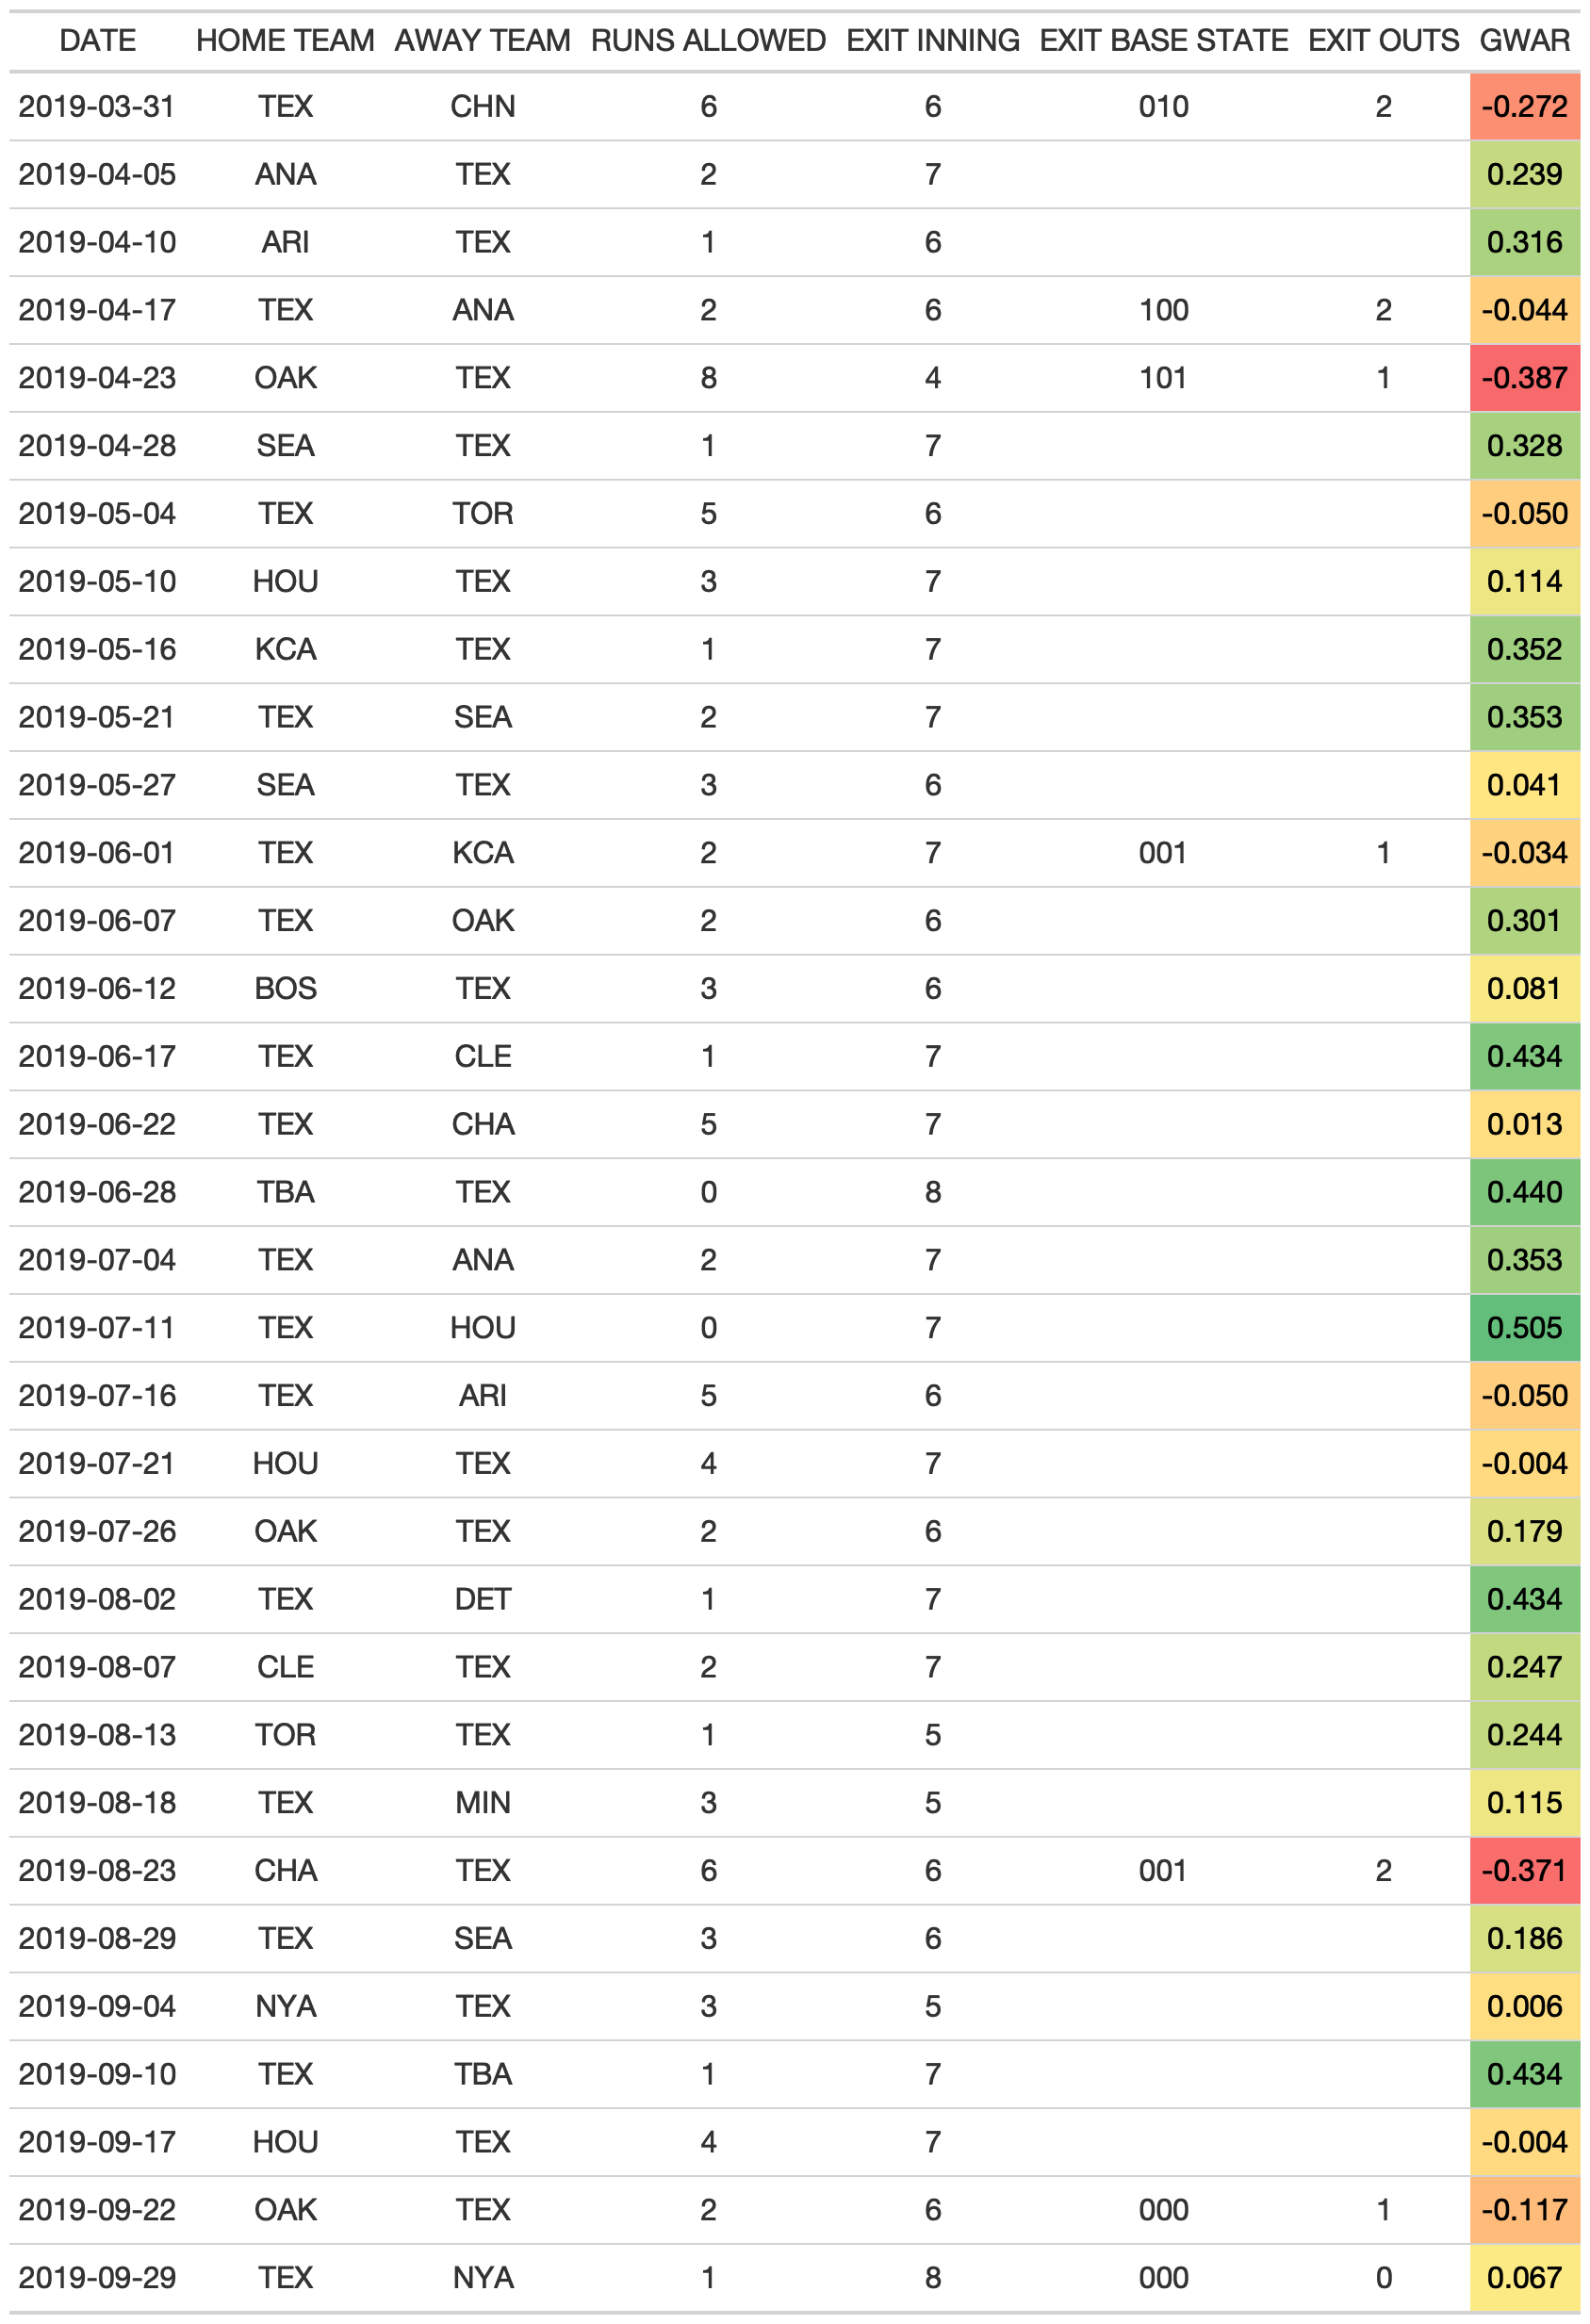 DATE HOME TEAM AWAY TEAM RUNS ALLOWED EXIT INNING EXIT BASE STATE EXIT OUTS GWAR
2019-03-31 TEX CHN 6 6 010 2 -0.272
2019-04-05 ANA TEX 2 7 0.239
2019-04-10 ARI TEX 1 6 0.316
2019-04-17 TEX ANA 2 6 100 2 -0.044
2019-04-23 OAK TEX 8 4 101 1 -0.387
2019-04-28 SEA TEX 1 7 0.328
2019-05-04 TEX TOR 5 6 -0.050
2019-05-10 HOU TEX 3 7 0.114
2019-05-16 KCA TEX 1 7 0.352
2019-05-21 TEX SEA 2 7 0.353
2019-05-27 SEA TEX 3 6 0.041
2019-06-01 TEX KCA 2 7 001 1 -0.034
2019-06-07 TEX OAK 2 6 0.301
2019-06-12 BOS TEX 3 6 0.081
2019-06-17 TEX CLE 1 7 0.434
2019-06-22 TEX CHA 5 7 0.013
2019-06-28 TBA TEX 0 8 0.440
2019-07-04 TEX ANA 2 7 0.353
2019-07-11 TEX HOU 0 7 0.505
2019-07-16 TEX ARI 5 6 -0.050
2019-07-21 HOU TEX 4 7 -0.004
2019-07-26 OAK TEX 2 6 0.179
2019-08-02 TEX DET 1 7 0.434
2019-08-07 CLE TEX 2 7 0.247
2019-08-13 TOR TEX 1 5 0.244
2019-08-18 TEX MIN 3 5 0.115
2019-08-23 CHA TEX 6 6 001 2 -0.371
2019-08-29 TEX SEA 3 6 0.186
2019-09-04 NYA TEX 3 5 0.006
2019-09-10 TEX TBA 1 7 0.434
2019-09-17 HOU TEX 4 7 -0.004
2019-09-22 OAK TEX 2 6 000 1 -0.117
2019-09-29 TEX NYA 1 8 000 0 0.067